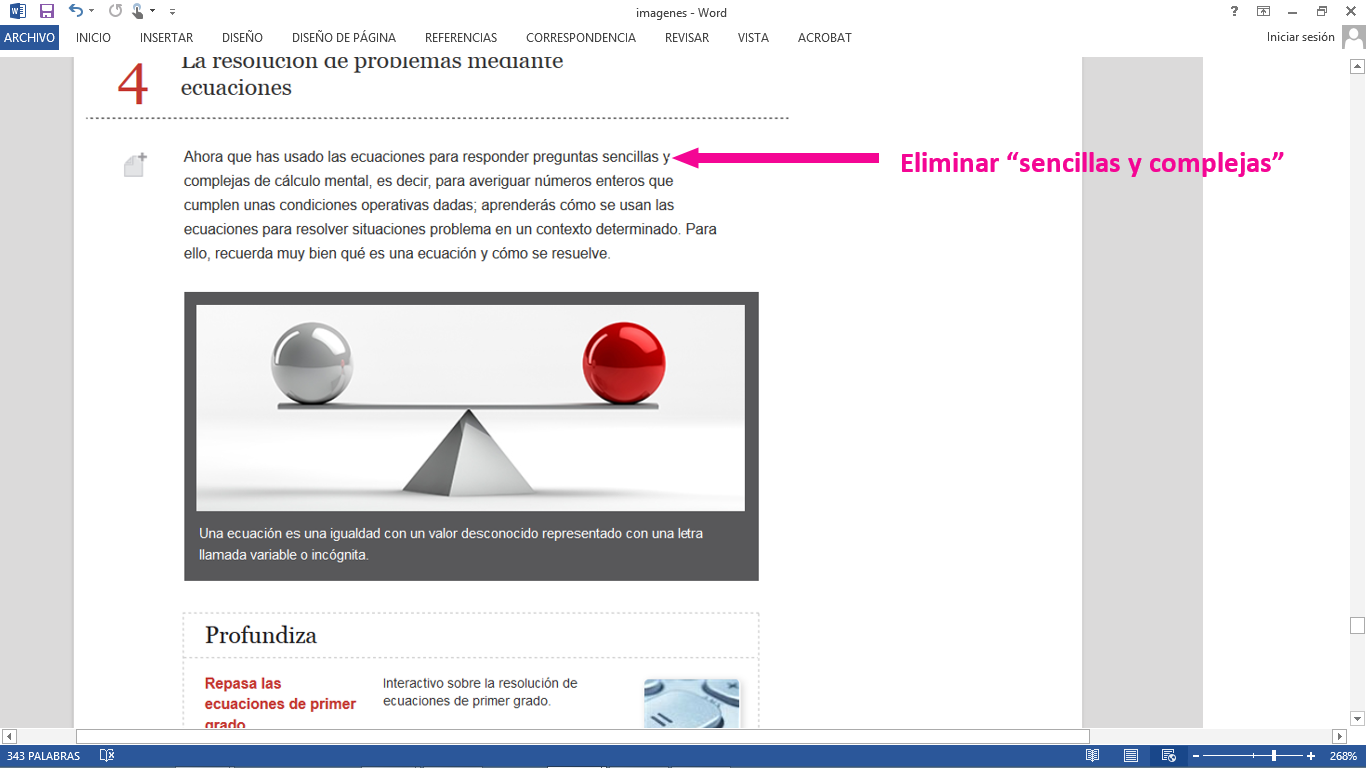 imagenes - Word
?
ARCHIVO INICIO INSERTAR DISEÑO DISEÑO DE PÁGINA REFERENCIAS CORRESPONDENCIA REVISAR VISTA ACROBAT Iniciar sesión
4
La resolución de problemas mediante
ecuaciones
Ahora que has usado las ecuaciones para responder preguntas sencillas y
complejas de cálculo mental, es decir, para averiguar números enteros que
cumplen unas condiciones operativas dadas; aprenderás cómo se usan las
ecuaciones para resolver situaciones problema en un contexto determinado. Para
ello, recuerda muy bien qué es una ecuación y cómo se resuelve.
Eliminar “sencillas y complejas”
Una ecuación es una igualdad con un valor desconocido representado con una letra
llamada variable o incógnita.
Profundiza
Repasa las
ecuaciones de primer
grado
Interactivo sobre la resolución de
ecuaciones de primer grado.
343 PALABRAS
268%